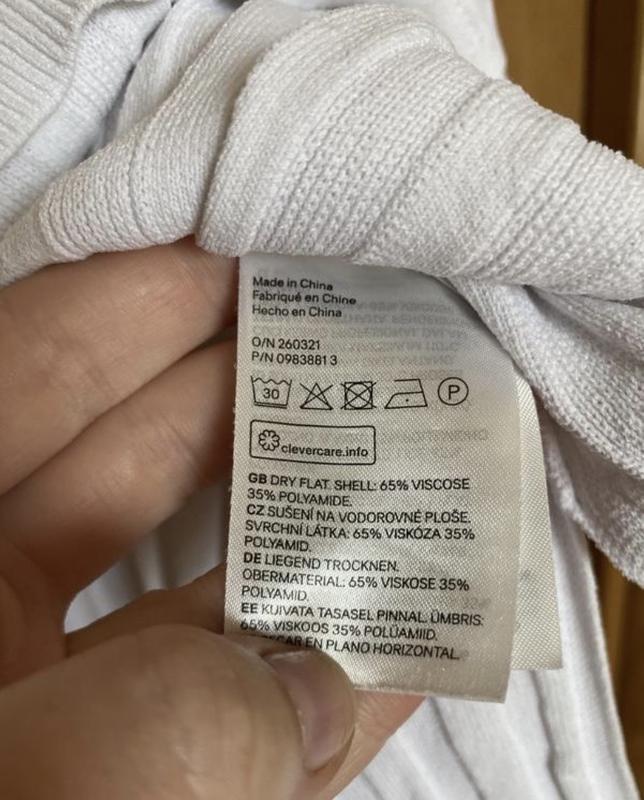 Made in China
Fabriqué en Chine
Hecho en China
O/N 260321
P/N 09838813
30 P
clevercare.info
GB DRY FLAT. SHELL: 65% VISCOSE
35% POLYAMIDE.
CZ SUŠENÍ NA VODOROVNÉ PLOŠE.
SVRCHNÍ LÁTKA: 65% VISKÓZA 35%
POLYAMID.
DE LIEGEND TROCKNEN.
OBERMATERIAL: 65% VISKOSE 35%
POLYAMID.
EE KUIVATA TASASEL PINNAL. ÜMBRIS:
65% VISKOOS 35% POLÜAMIID.
EN PLANO HORIZONTAL.